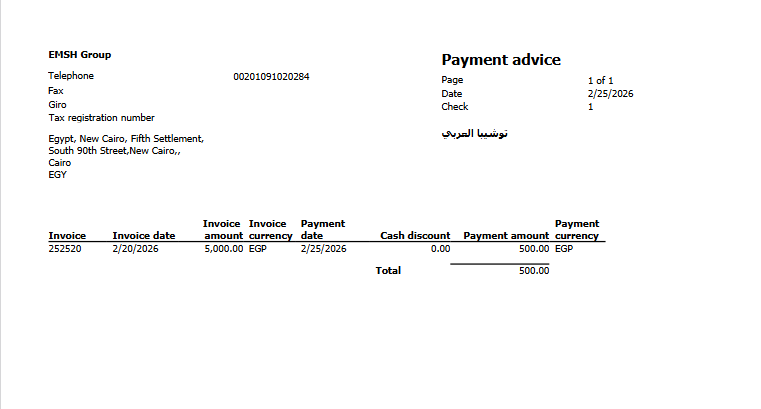 EMSH Group
Payment advice
Telephone 00201091020284
Page 1 of 1
Fax
Date 2/25/2026
Giro
Check 1
Tax registration number
توشيبا العربي
Egypt, New Cairo, Fifth Settlement,
South 90th Street,New Cairo,,
Cairo
EGY
Invoice Invoice date Invoice amount Invoice currency Payment date Cash discount Payment amount Payment currency
252520 2/20/2026 5,000.00 EGP 2/25/2026 0.00 500.00 EGP
Total 500.00